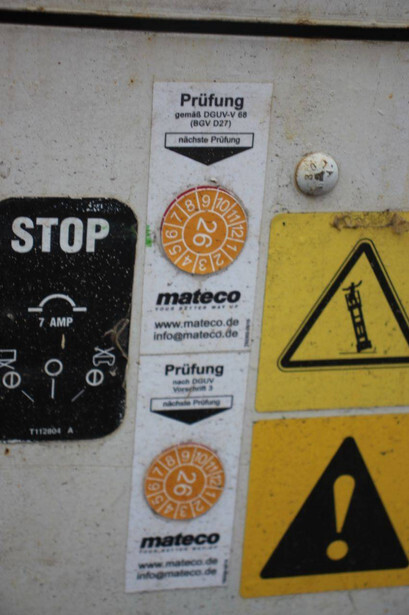 Prüfung
gemäß DGUV-V 68
(BGV D27)
nächste Prüfung
7 8 9 10 11 12 1 2 3 4 5 6
26
mateco
YOUR BETTER WAY UP
www.mateco.de
info@mateco.de
Prüfung
nach DGUV
Vorschrift 3
nächste Prüfung
7 8 9 10 11 12 1 2 3 4 5 6
26
mateco
YOUR BETTER WAY UP
www.mateco.de
info@mateco.de
STOP
7 AMP
T112604 A
!